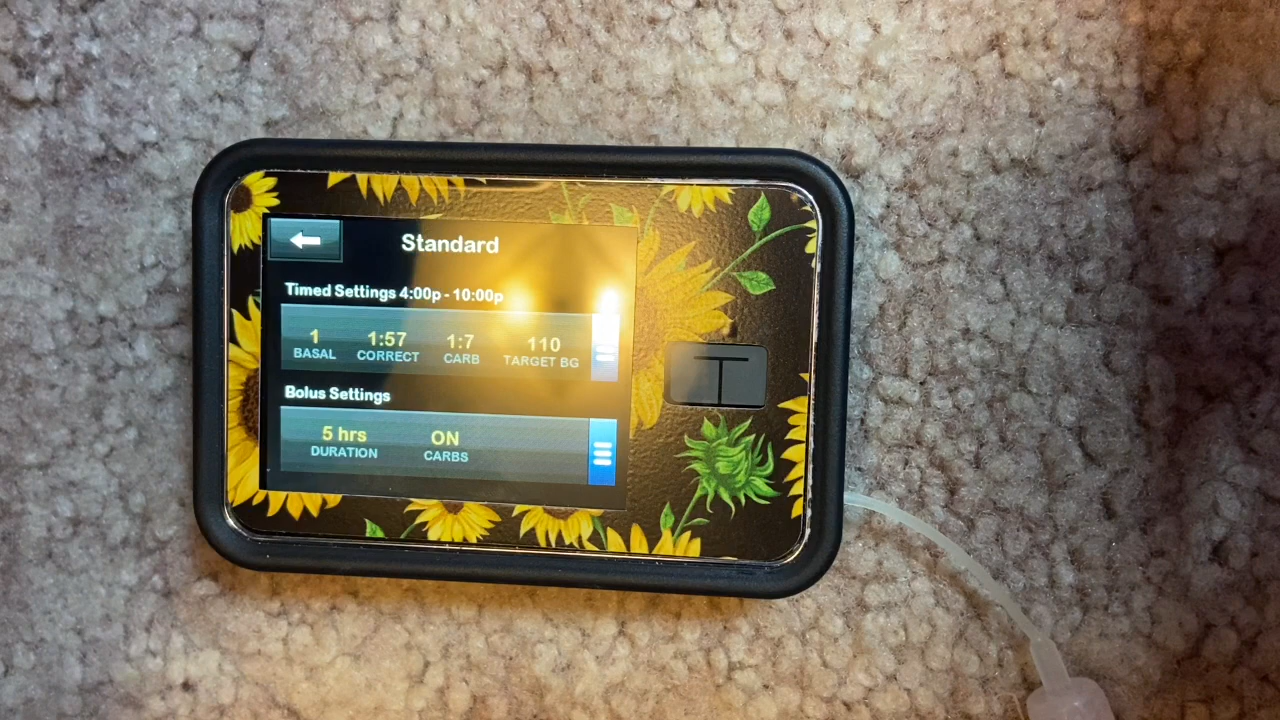 Standard
Timed Settings 4:00p - 10:00p
1 1:57 1:7 110
BASAL CORRECT CARB TARGET BG
Bolus Settings
5 hrs ON
DURATION CARBS